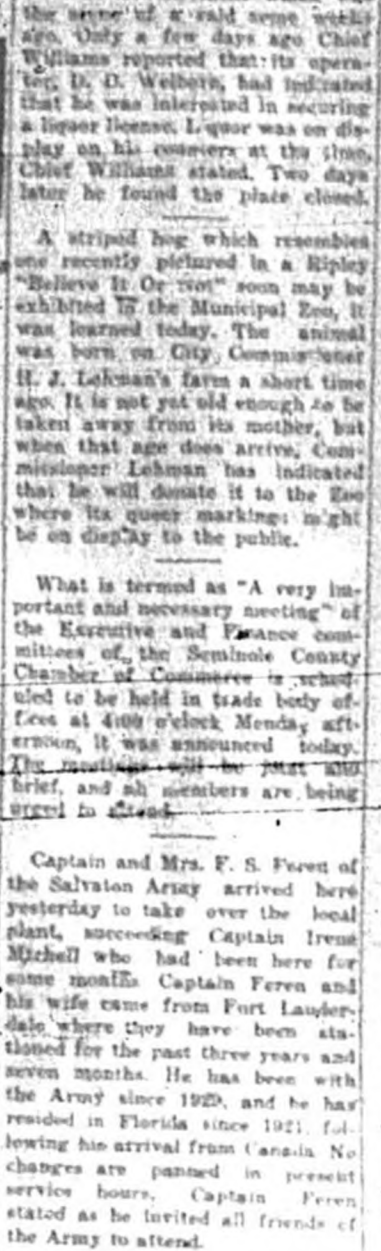 the scene of a raid some weeks
ago. Only a few days ago Chief
Williams reported that its opera-
tor, D. D. Welborn, had indicated
that he was interested in securing
a liquor license. L quor was on dis-
play on his counters at the time,
Chief Williams stated. Two days
later he found the place closed.
A striped hog which resembles
one recently pictured in a Ripley
"Believe It Or Not" soon may be
exhibited in the Municipal Zoo, it
was learned today. The animal
was born on City Commissioner
H. J. Lehman's farm a short time
ago. It is not yet old enough to be
taken away from its mother, but
when that age does arrive, Com-
missioner Lehman has indicated
that he will donate it to the Zoo
where its queer markings might
be on display to the public.
What is termed as "A very im-
portant and necessary meeting" of
the Executive and Finance com-
mittees of the Seminole County
Chamber of Commerce is sched-
uled to be held in trade body of-
fices at 4:00 o'clock Monday aft-
ernoon, it was announced today.
The meeting will be joint and
brief, and all members are being
urged to attend.
Captain and Mrs. F. S. Feren of
the Salvaton Army arrived here
yesterday to take over the local
plant, succeeding Captain Irene
Michell who had been here for
some months. Captain Feren and
his wife came from Fort Lauder-
dale where they have been sta-
tioned for the past three years and
seven months. He has been with
the Army since 1929, and he has
resided in Florida since 1921, fol-
lowing his arrival from Canada. No
changes are panned in present
service hours, Captain Feren
stated as he invited all friends of
the Army to attend.